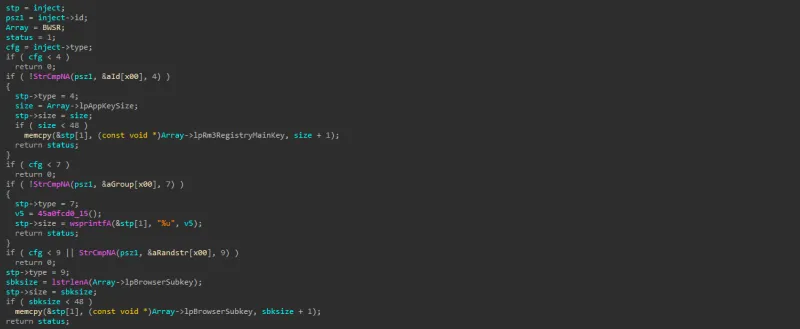 stp = inject;
psz1 = inject->id;
Array = BWSR;
status = 1;
cfg = inject->type;
if ( cfg < 4 )
return 0;
if ( !StrCmpNA(psz1, &aId[x00], 4) )
{
stp->type = 4;
size = Array->lpAppKeySize;
stp->size = size;
if ( size < 48 )
memcpy(&stp[1], (const void *)Array->lpRm3RegistryMainKey, size + 1);
return status;
}
if ( cfg < 7 )
return 0;
if ( !StrCmpNA(psz1, &aGroup[x00], 7) )
{
stp->type = 7;
v5 = 45a0fcd0_15();
stp->size = wsprintfA(&stp[1], "%u", v5);
return status;
}
if ( cfg < 9 || StrCmpNA(psz1, &aRandstr[x00], 9) )
return 0;
stp->type = 9;
sbksize = lstrlenA(Array->lpBrowserSubkey);
stp->size = sbksize;
if ( sbksize < 48 )
memcpy(&stp[1], (const void *)Array->lpBrowserSubkey, sbksize + 1);
return status;